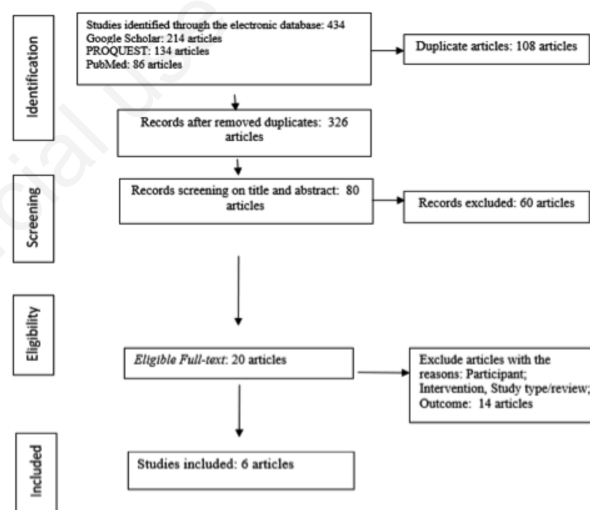 Identification
Studies identified through the electronic database: 434
Google Scholar: 214 articles
PROQUEST: 134 articles
PubMed: 86 articles
Duplicate articles: 108 articles
Records after removed duplicates: 326
articles
Screening
Records screening on title and abstract: 80
articles
Records excluded: 60 articles
Eligibility
Eligible Full-text: 20 articles
Exclude articles with the
reasons: Participant;
Intervention, Study type/review;
Outcome: 14 articles
Included
Studies included: 6 articles